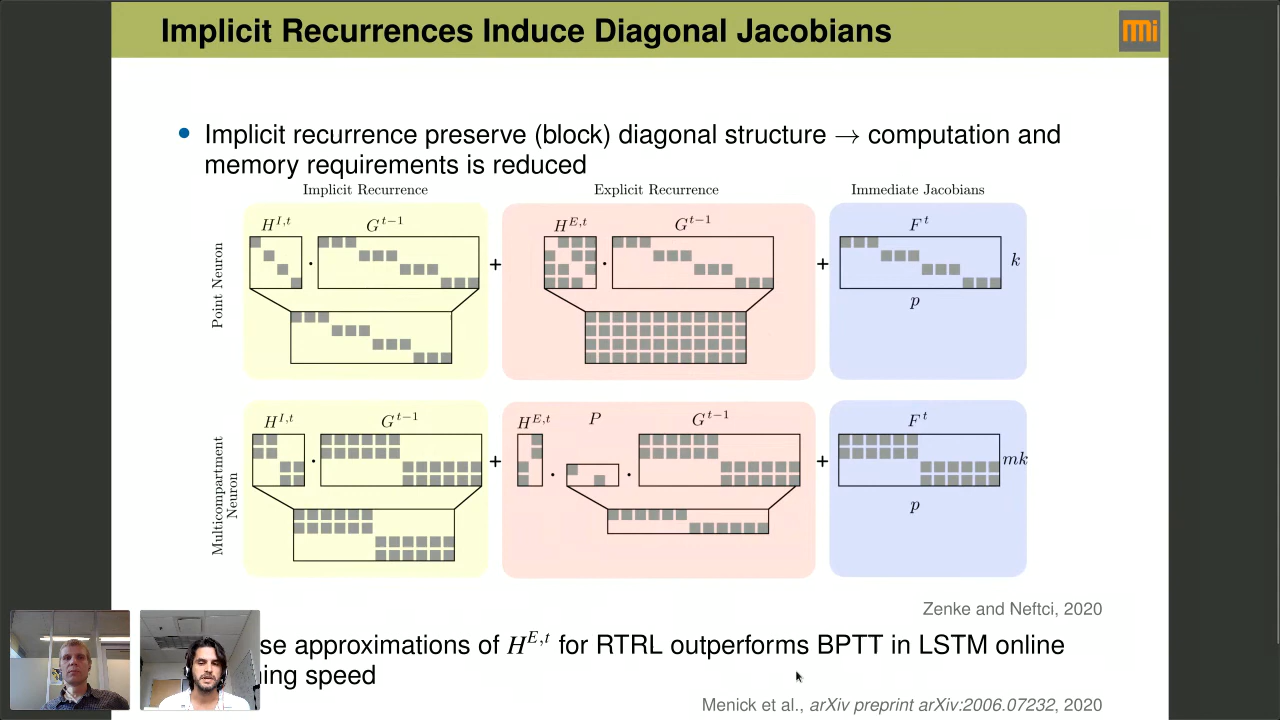 Implicit Recurrences Induce Diagonal Jacobians
nmi
• Implicit recurrence preserve (block) diagonal structure → computation and
memory requirements is reduced
Implicit Recurrence
Explicit Recurrence
Immediate Jacobians
Point Neuron
H^{I,t}
G^{t−1}
·
+
H^{E,t}
G^{t−1}
·
+
F^t
k
p
Multicompartment
Neuron
H^{I,t}
G^{t−1}
·
+
H^{E,t}
P
G^{t−1}
·
·
+
F^t
mk
p
Zenke and Neftci, 2020
se approximations of H^{E,t} for RTRL outperforms BPTT in LSTM online
ing speed
Menick et al., arXiv preprint arXiv:2006.07232, 2020